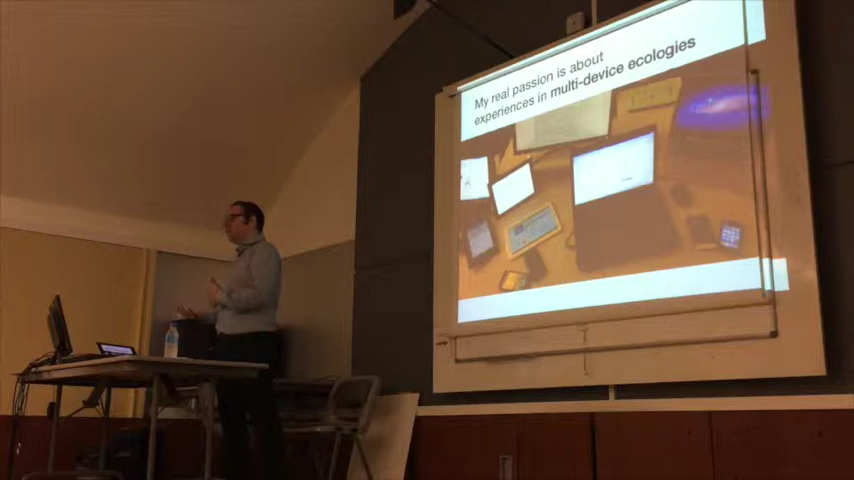 My real passion is about
experiences in multi-device ecologies